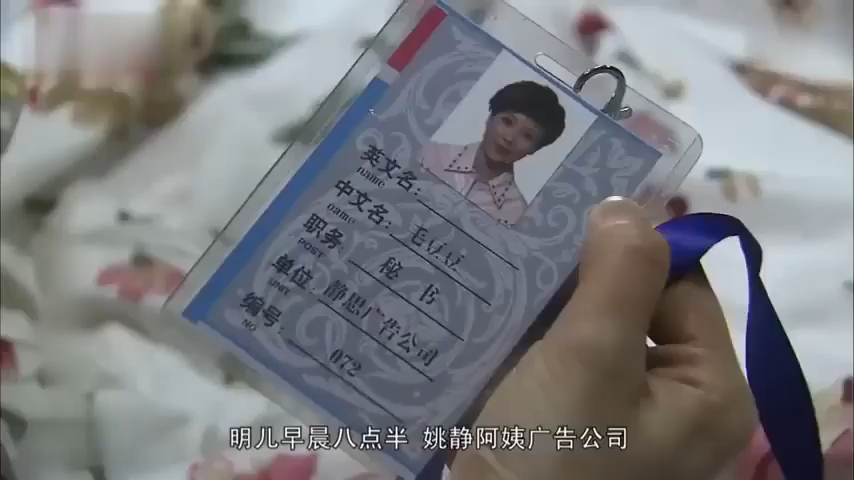 英文名:
name
中文名: 毛豆豆
name
职务: 秘书
POST
单位: 静思广告公司
UNIT
编号: 072
NO
明儿早晨八点半 姚静阿姨广告公司